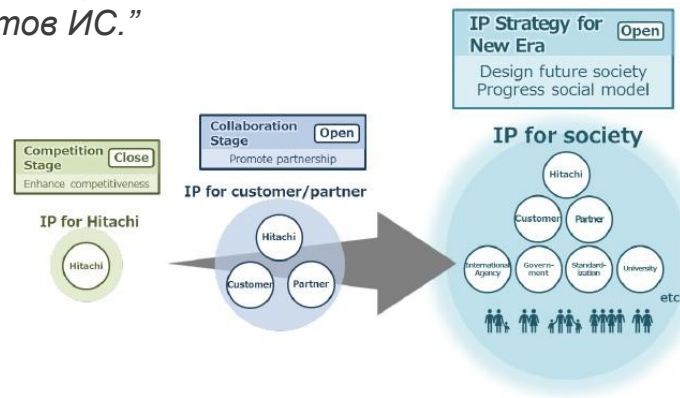 тов ИС.”
IP Strategy for
New Era
Open
Design future society
Progress social model
Collaboration
Stage
Open
Promote partnership
Competition
Stage
Close
Enhance competitiveness
IP for society
IP for customer/partner
IP for Hitachi
Hitachi
Customer
Partner
Hitachi
Hitachi
Customer
Partner
International
Agency
Govern-
ment
Standard-
ization
University
etc